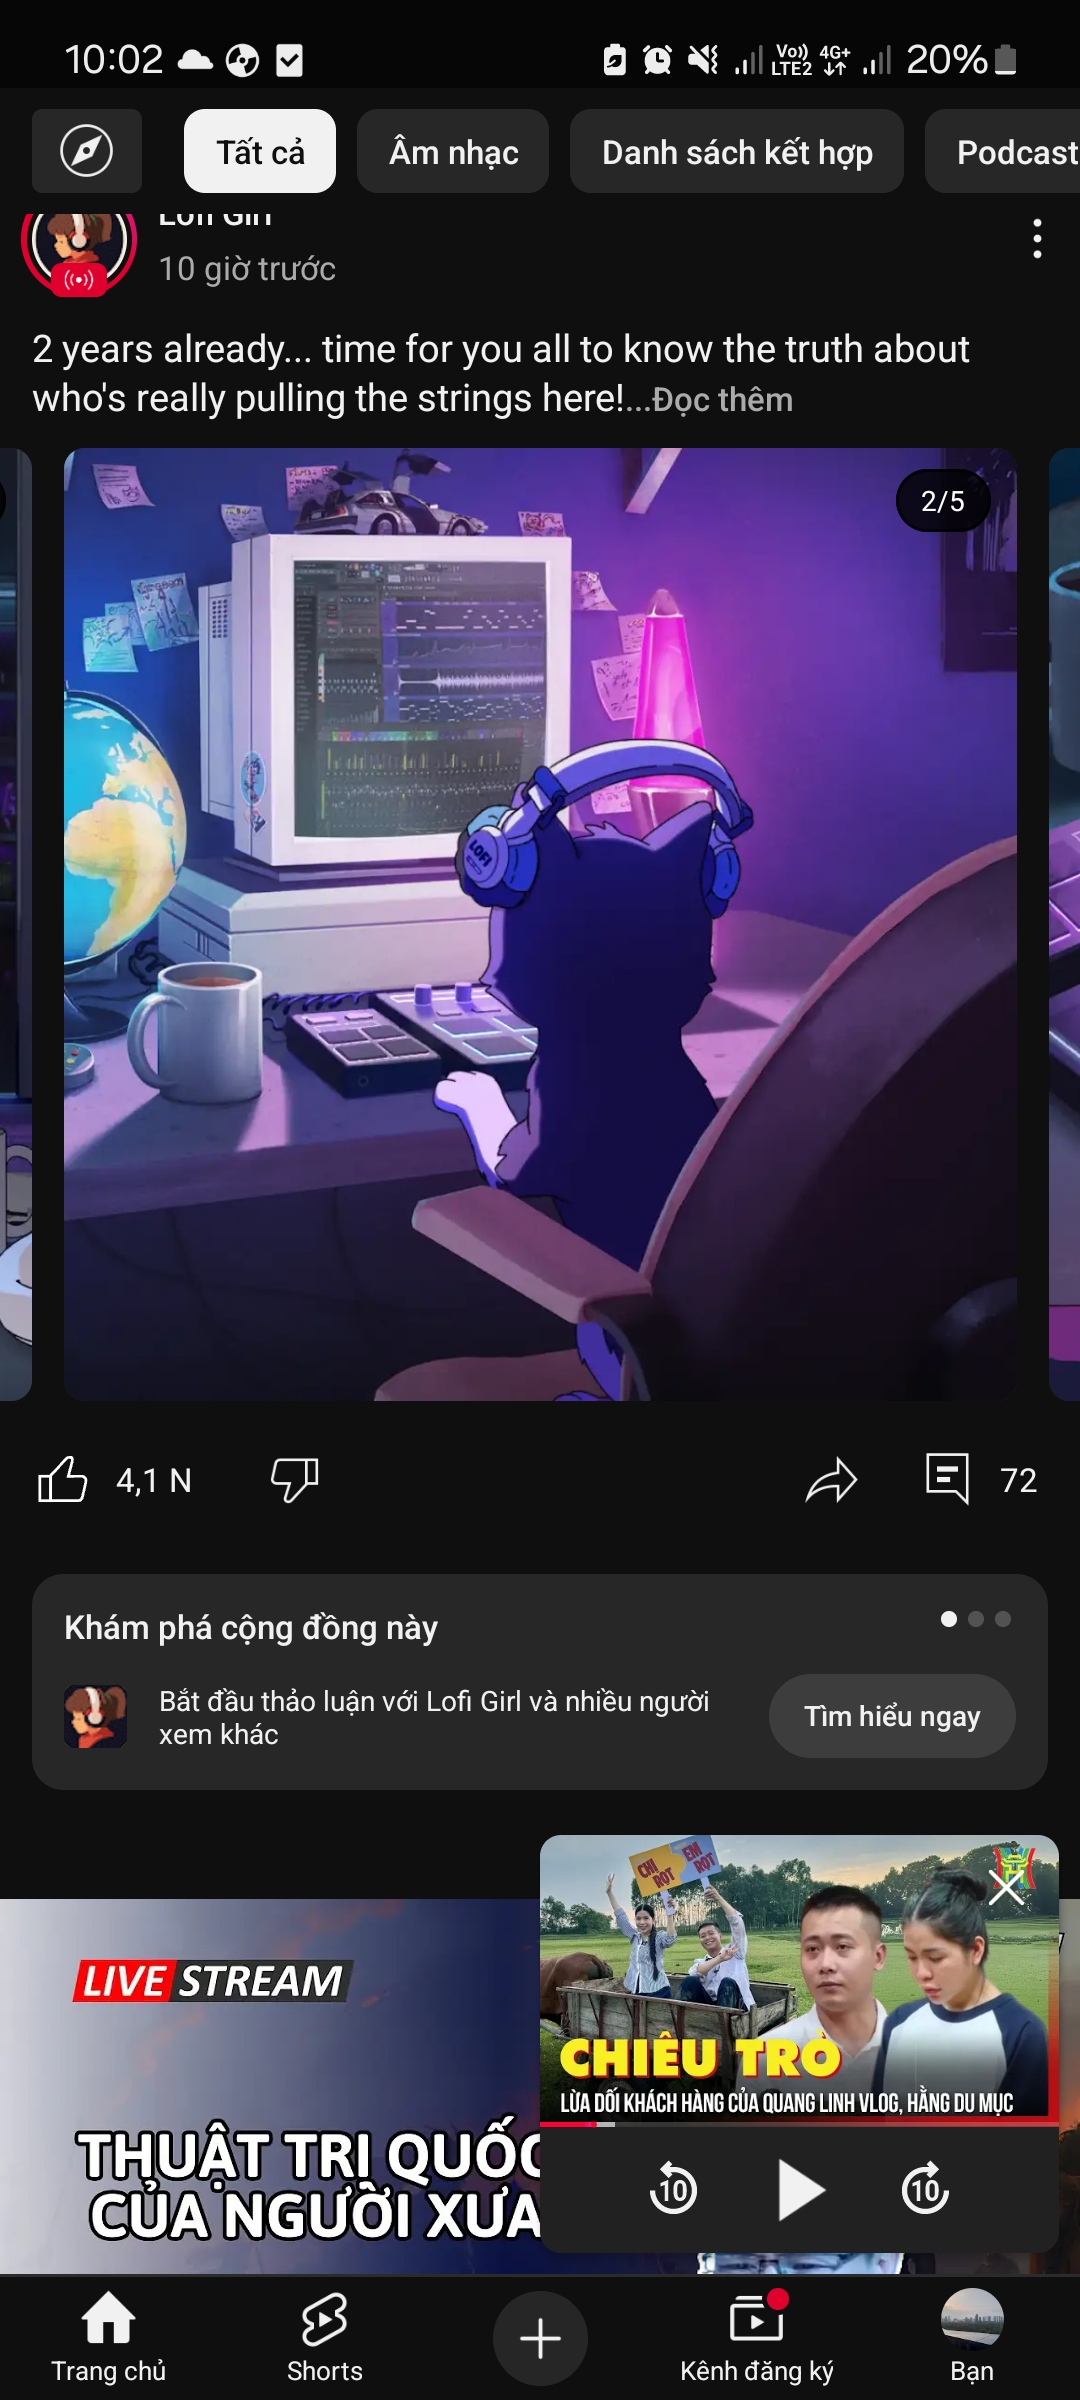 10:02
Vo)) LTE2 4G+ 20%
Tất cả
Âm nhạc
Danh sách kết hợp
Podcast
Lofi Girl
10 giờ trước
2 years already... time for you all to know the truth about
who's really pulling the strings here!...Đọc thêm
2/5
LOFI
4,1 N
72
Khám phá cộng đồng này
Bắt đầu thảo luận với Lofi Girl và nhiều người
xem khác
Tìm hiểu ngay
CHỊ RỌT
EM RỌT
CHIÊU TRÒ
LỪA DỐI KHÁCH HÀNG CỦA QUANG LINH VLOG, HẰNG DU MỤC
10
10
LIVE STREAM
THUẬT TRỊ QUỐC
CỦA NGƯỜI XƯA
Trang chủ
Shorts
Kênh đăng ký
Bạn